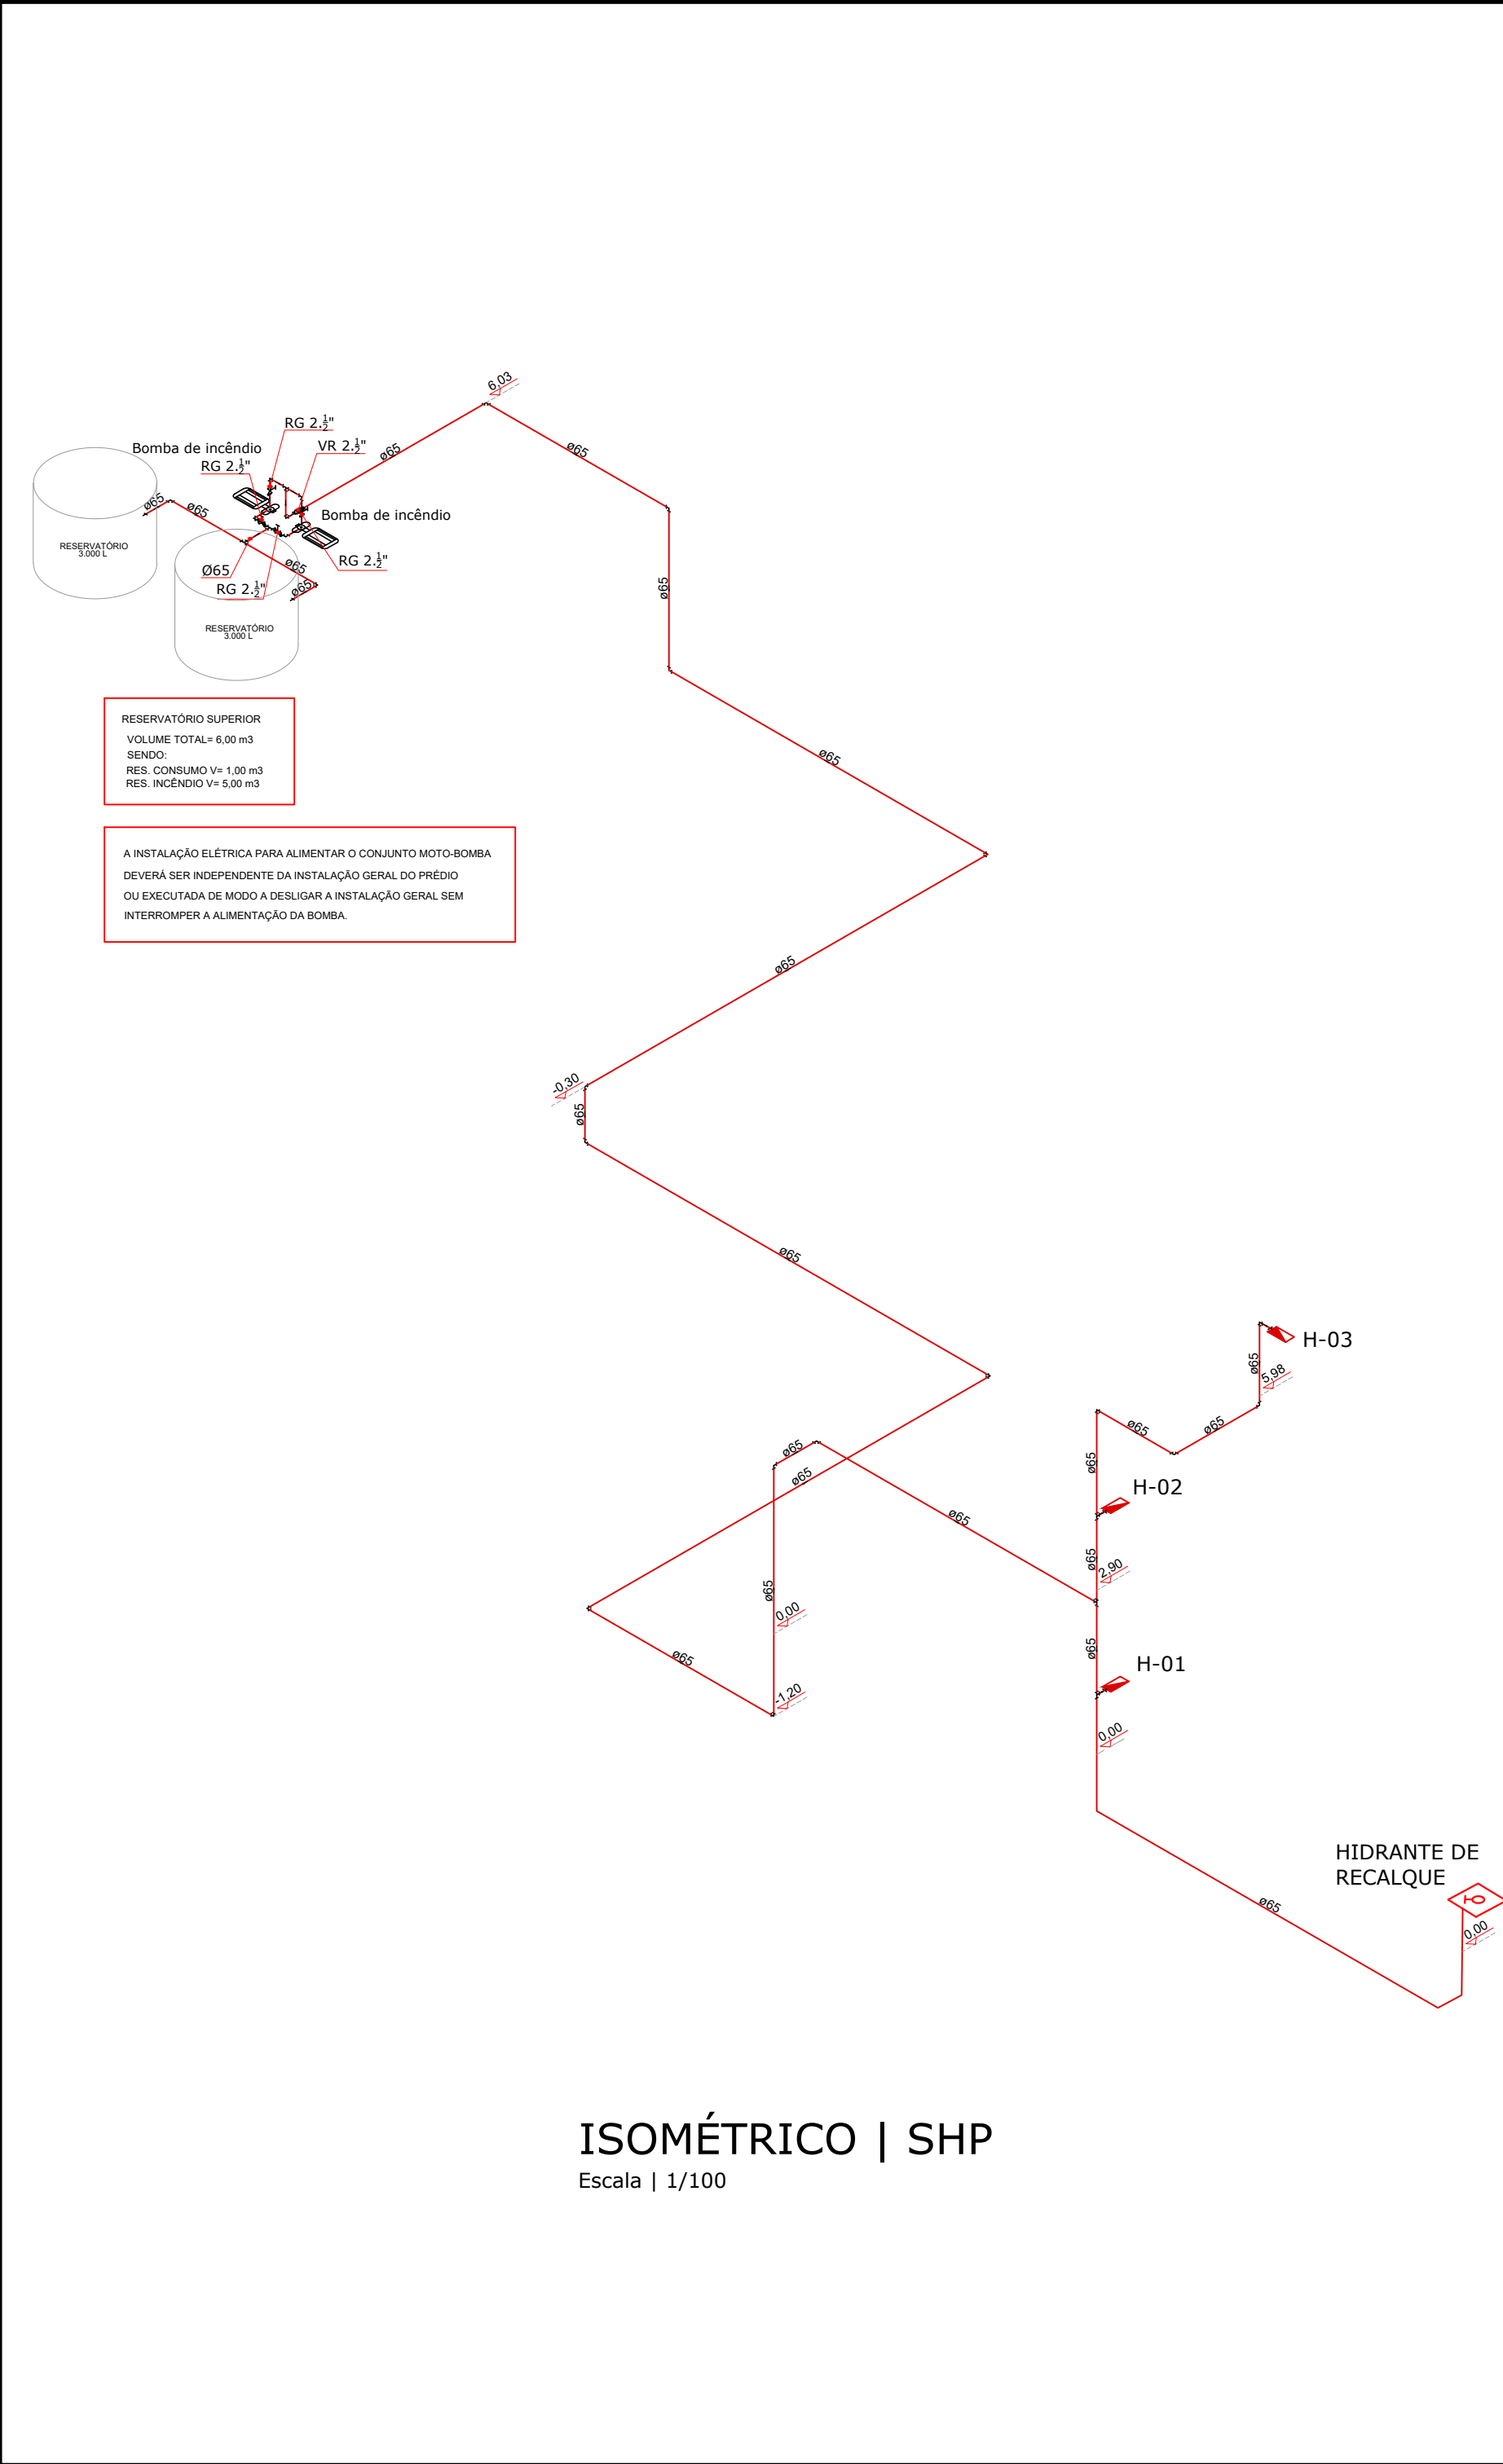 6,03
RG 2.½"
Bomba de incêndio
VR 2.½"
RG 2.½"
ø65
ø65
ø65
ø65
Bomba de incêndio
RESERVATÓRIO
3.000 L
RG 2.½"
Ø65
ø65
RG 2.½"
ø65
ø65
RESERVATÓRIO
3.000 L
RESERVATÓRIO SUPERIOR
VOLUME TOTAL= 6,00 m3
SENDO:
RES. CONSUMO V= 1,00 m3
RES. INCÊNDIO V= 5,00 m3
ø65
A INSTALAÇÃO ELÉTRICA PARA ALIMENTAR O CONJUNTO MOTO-BOMBA
DEVERÁ SER INDEPENDENTE DA INSTALAÇÃO GERAL DO PRÉDIO
OU EXECUTADA DE MODO A DESLIGAR A INSTALAÇÃO GERAL SEM
INTERROMPER A ALIMENTAÇÃO DA BOMBA.
ø65
-0,30
ø65
ø65
H-03
ø65
5,98
ø65
ø65
ø65
ø65
ø65
H-02
ø65
ø65
2,90
ø65
0,00
ø65
ø65
H-01
-1,20
0,00
HIDRANTE DE
RECALQUE
ø65
0,00
ISOMÉTRICO | SHP
Escala | 1/100